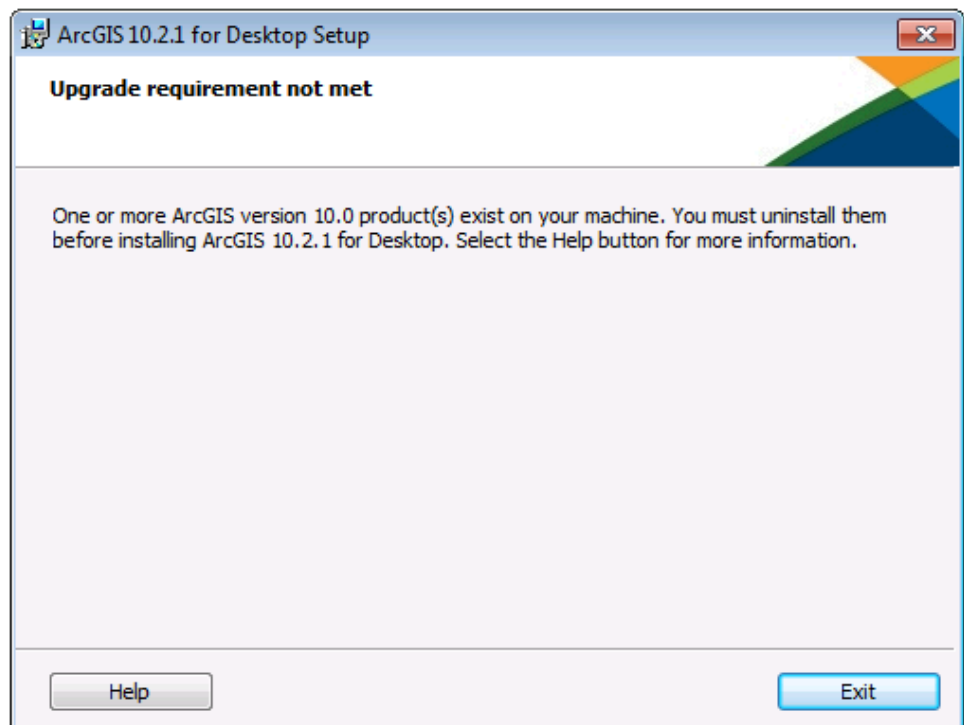 ArcGIS 10.2.1 for Desktop Setup
Upgrade requirement not met
One or more ArcGIS version 10.0 product(s) exist on your machine. You must uninstall them
before installing ArcGIS 10.2.1 for Desktop. Select the Help button for more information.
Help
Exit